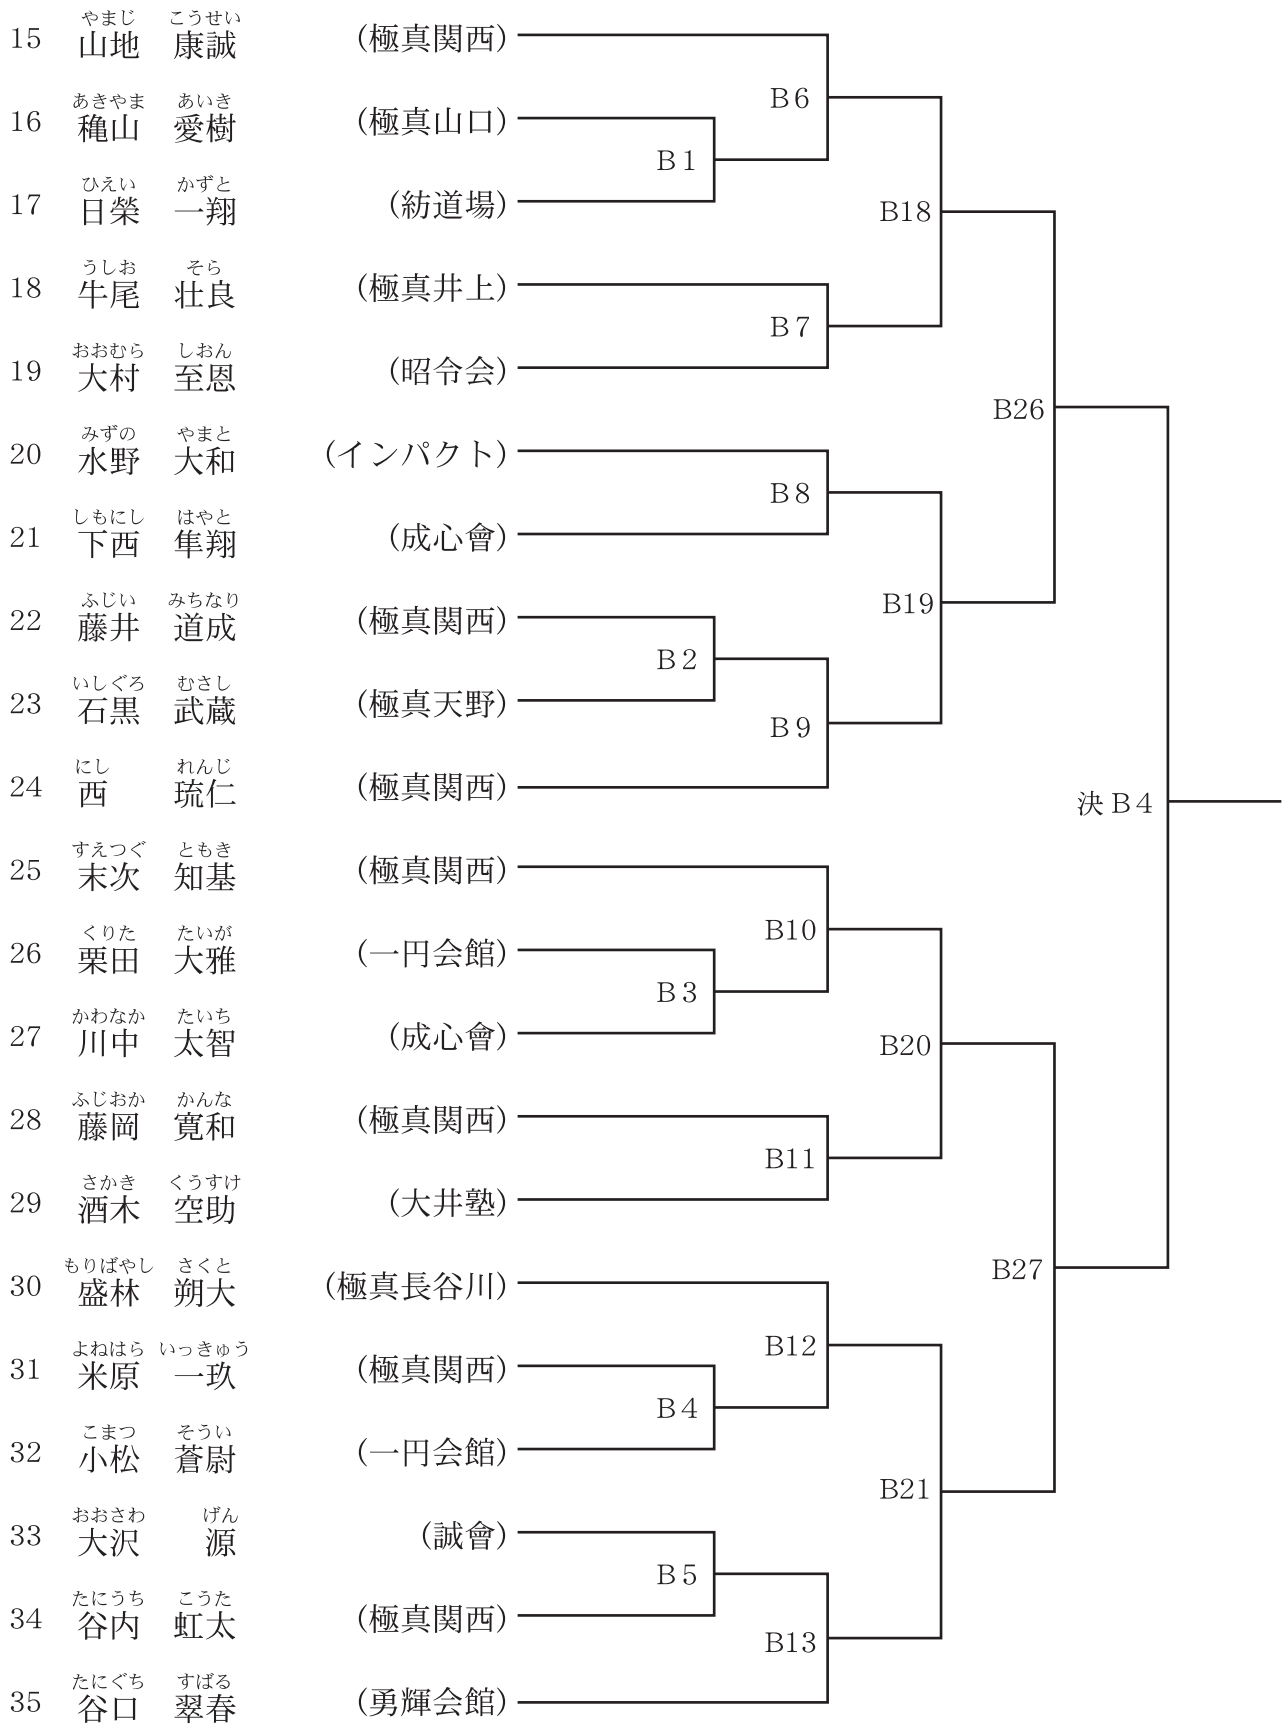 やまじ こうせい
15 山地 康誠 (極真関西)
B6
あきやま あいき
16 穐山 愛樹 (極真山口)
B1
ひえい かずと
17 日榮 一翔 (紡道場)
B18
うしお そら
18 牛尾 壮良 (極真井上)
B7
おおむら しおん
19 大村 至恩 (昭令会)
B26
みずの やまと
20 水野 大和 (インパクト)
B8
しもにし はやと
21 下西 隼翔 (成心會)
ふじい みちなり
22 藤井 道成 (極真関西)
B19
B2
いしぐろ むさし
23 石黒 武蔵 (極真天野)
B9
にし れんじ
24 西 琉仁 (極真関西)
決B4
すえつぐ ともき
25 末次 知基 (極真関西)
B10
くりた たいが
26 栗田 大雅 (一円会館)
B3
かわなか たいち
27 川中 太智 (成心會)
B20
ふじおか かんな
28 藤岡 寛和 (極真関西)
B11
さかき くうすけ
29 酒木 空助 (大井塾)
B27
もりばやし さくと
30 盛林 朔大 (極真長谷川)
B12
よねはら いっきゅう
31 米原 一玖 (極真関西)
B4
こまつ そうい
32 小松 蒼尉 (一円会館)
B21
おおさわ げん
33 大沢 源 (誠會)
B5
たにうち こうた
34 谷内 虹太 (極真関西)
B13
たにぐち すばる
35 谷口 翠春 (勇輝会館)